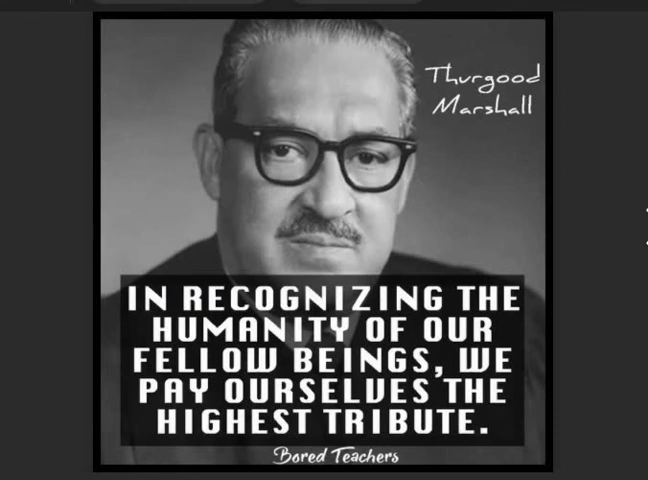 Thurgood
Marshall
IN RECOGNIZING THE
HUMANITY OF OUR
FELLOW BEINGS, WE
PAY OURSELVES THE
HIGHEST TRIBUTE.
Bored Teachers